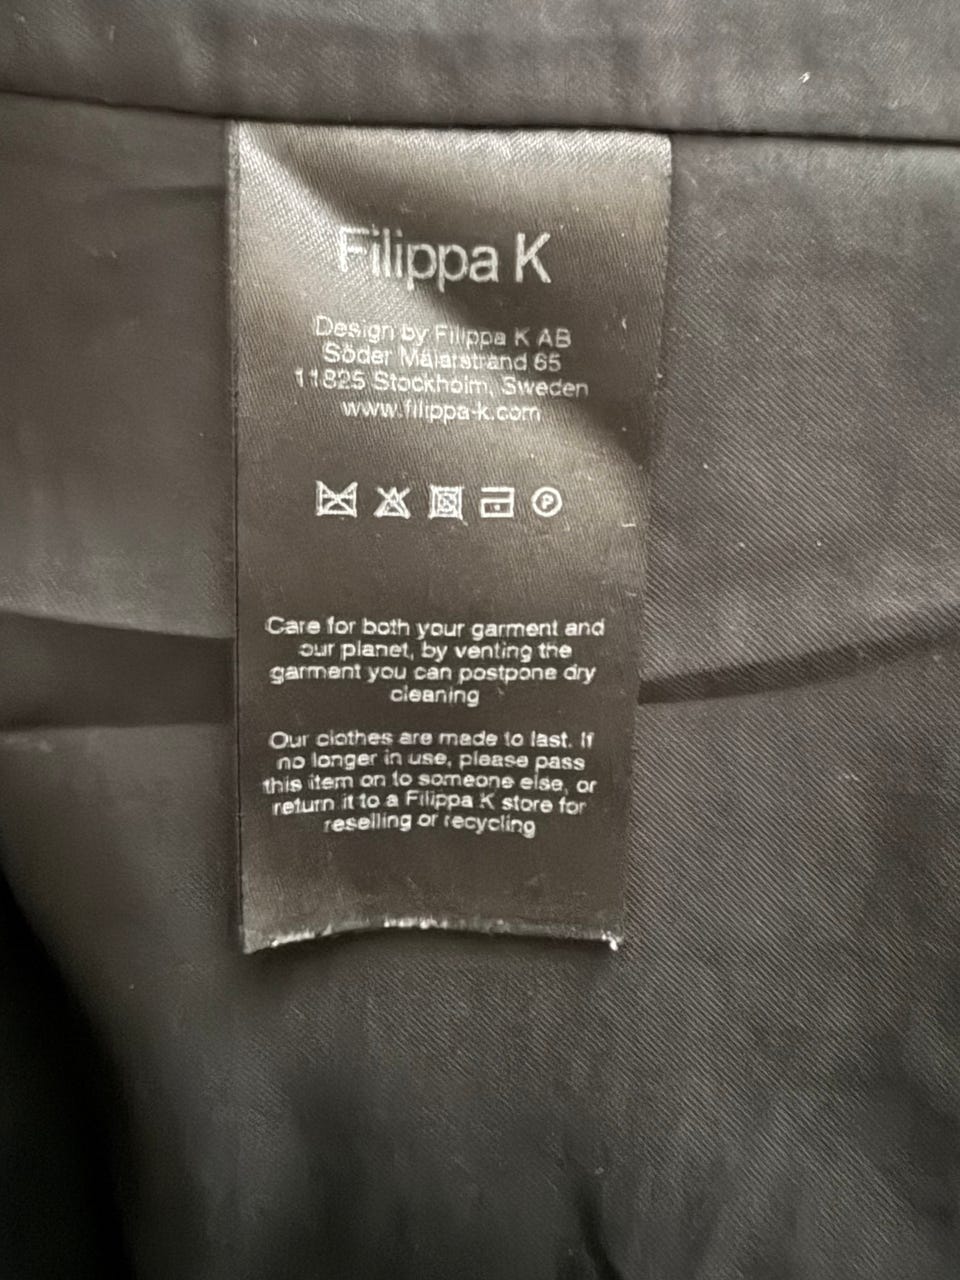 Filippa K
Design by Filippa K AB
Söder Mälarstrand 65
11825 Stockholm, Sweden
www.filippa-k.com
P
Care for both your garment and
our planet, by venting the
garment you can postpone dry
cleaning
Our clothes are made to last. If
no longer in use, please pass
this item on to someone else, or
return it to a Filippa K store for
reselling or recycling